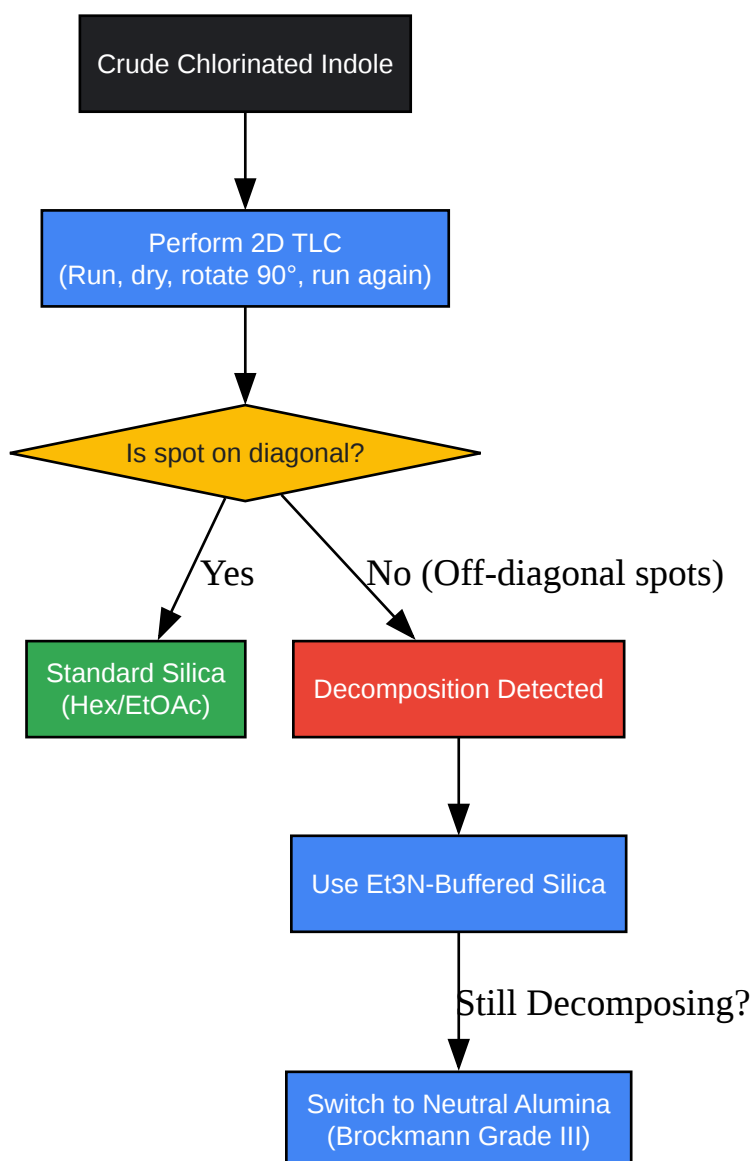 Crude Chlorinated Indole
Perform 2D TLC
(Run, dry, rotate 90°, run again)
Is spot on diagonal?
Yes
No (Off-diagonal spots)
Standard Silica
(Hex/EtOAc)
Decomposition Detected
Use Et3N-Buffered Silica
Still Decomposing?
Switch to Neutral Alumina
(Brockmann Grade III)